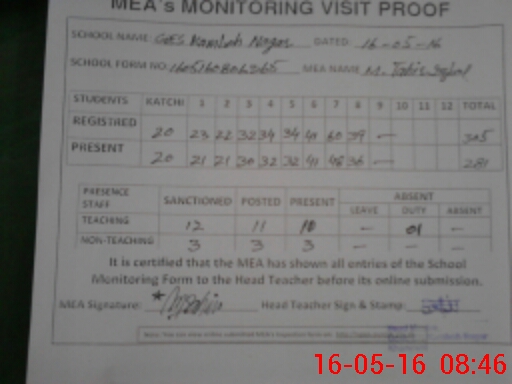 MEA's MONITORING VISIT PROOF
SCHOOL NAME: DATED 16-05-16
SCHOOL FORM NO. MEA NAME M.
STUDENTS KATCHI 1 2 3 4 5 6 7 8 9 10 11 12 TOTAL
REGISTRED 20 23 22 32 34 34 41 60 39 — 305
PRESENT 20 21 21 30 32 32 41 48 36 — 281
PRESENCE STAFF SANCTIONED POSTED PRESENT ABSENT
LEAVE DUTY ABSENT
TEACHING 12 11 10 — 01 —
NON-TEACHING 3 3 3 — — —
It is certified that the MEA has shown all entries of the School
Monitoring Form to the Head Teacher before its online submission.
MEA Signature: Head Teacher Sign & Stamp:
16-05-16 08:46